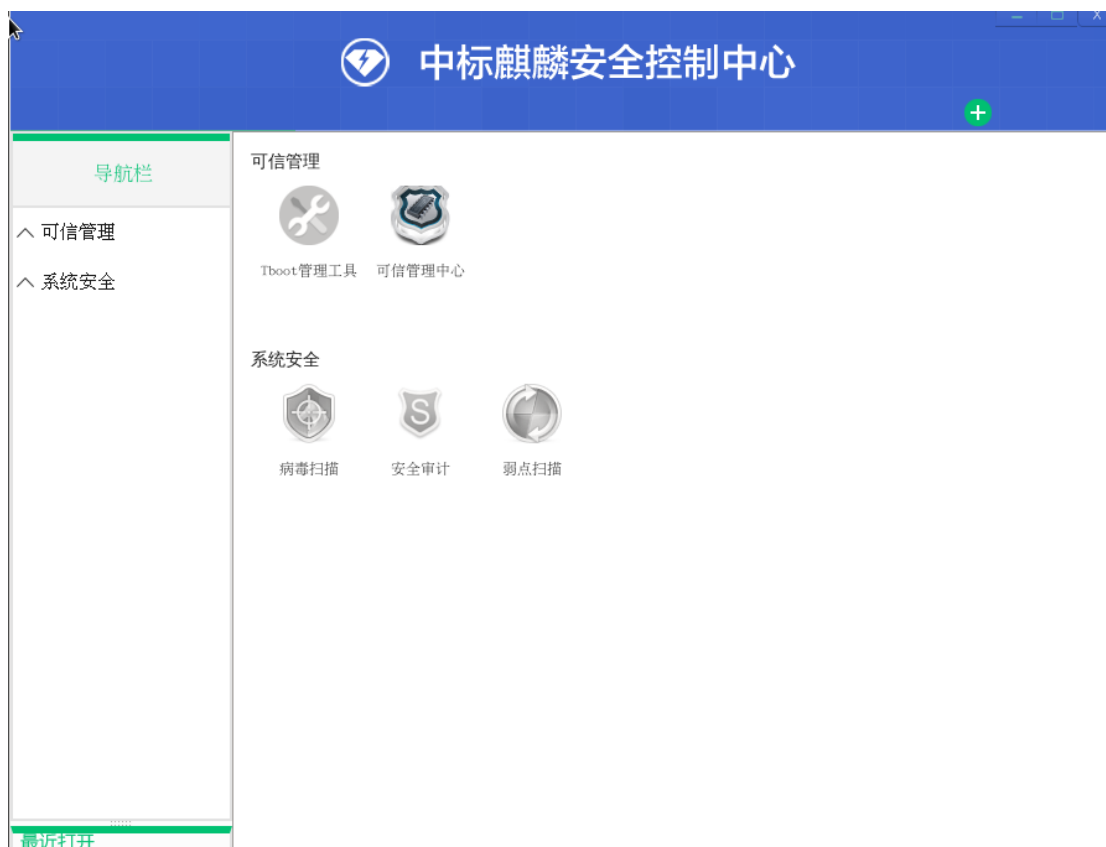 中标麒麟安全控制中心
导航栏
可信管理
系统安全
最近打开
可信管理
Tboot管理工具 可信管理中心
系统安全
病毒扫描 安全审计 弱点扫描